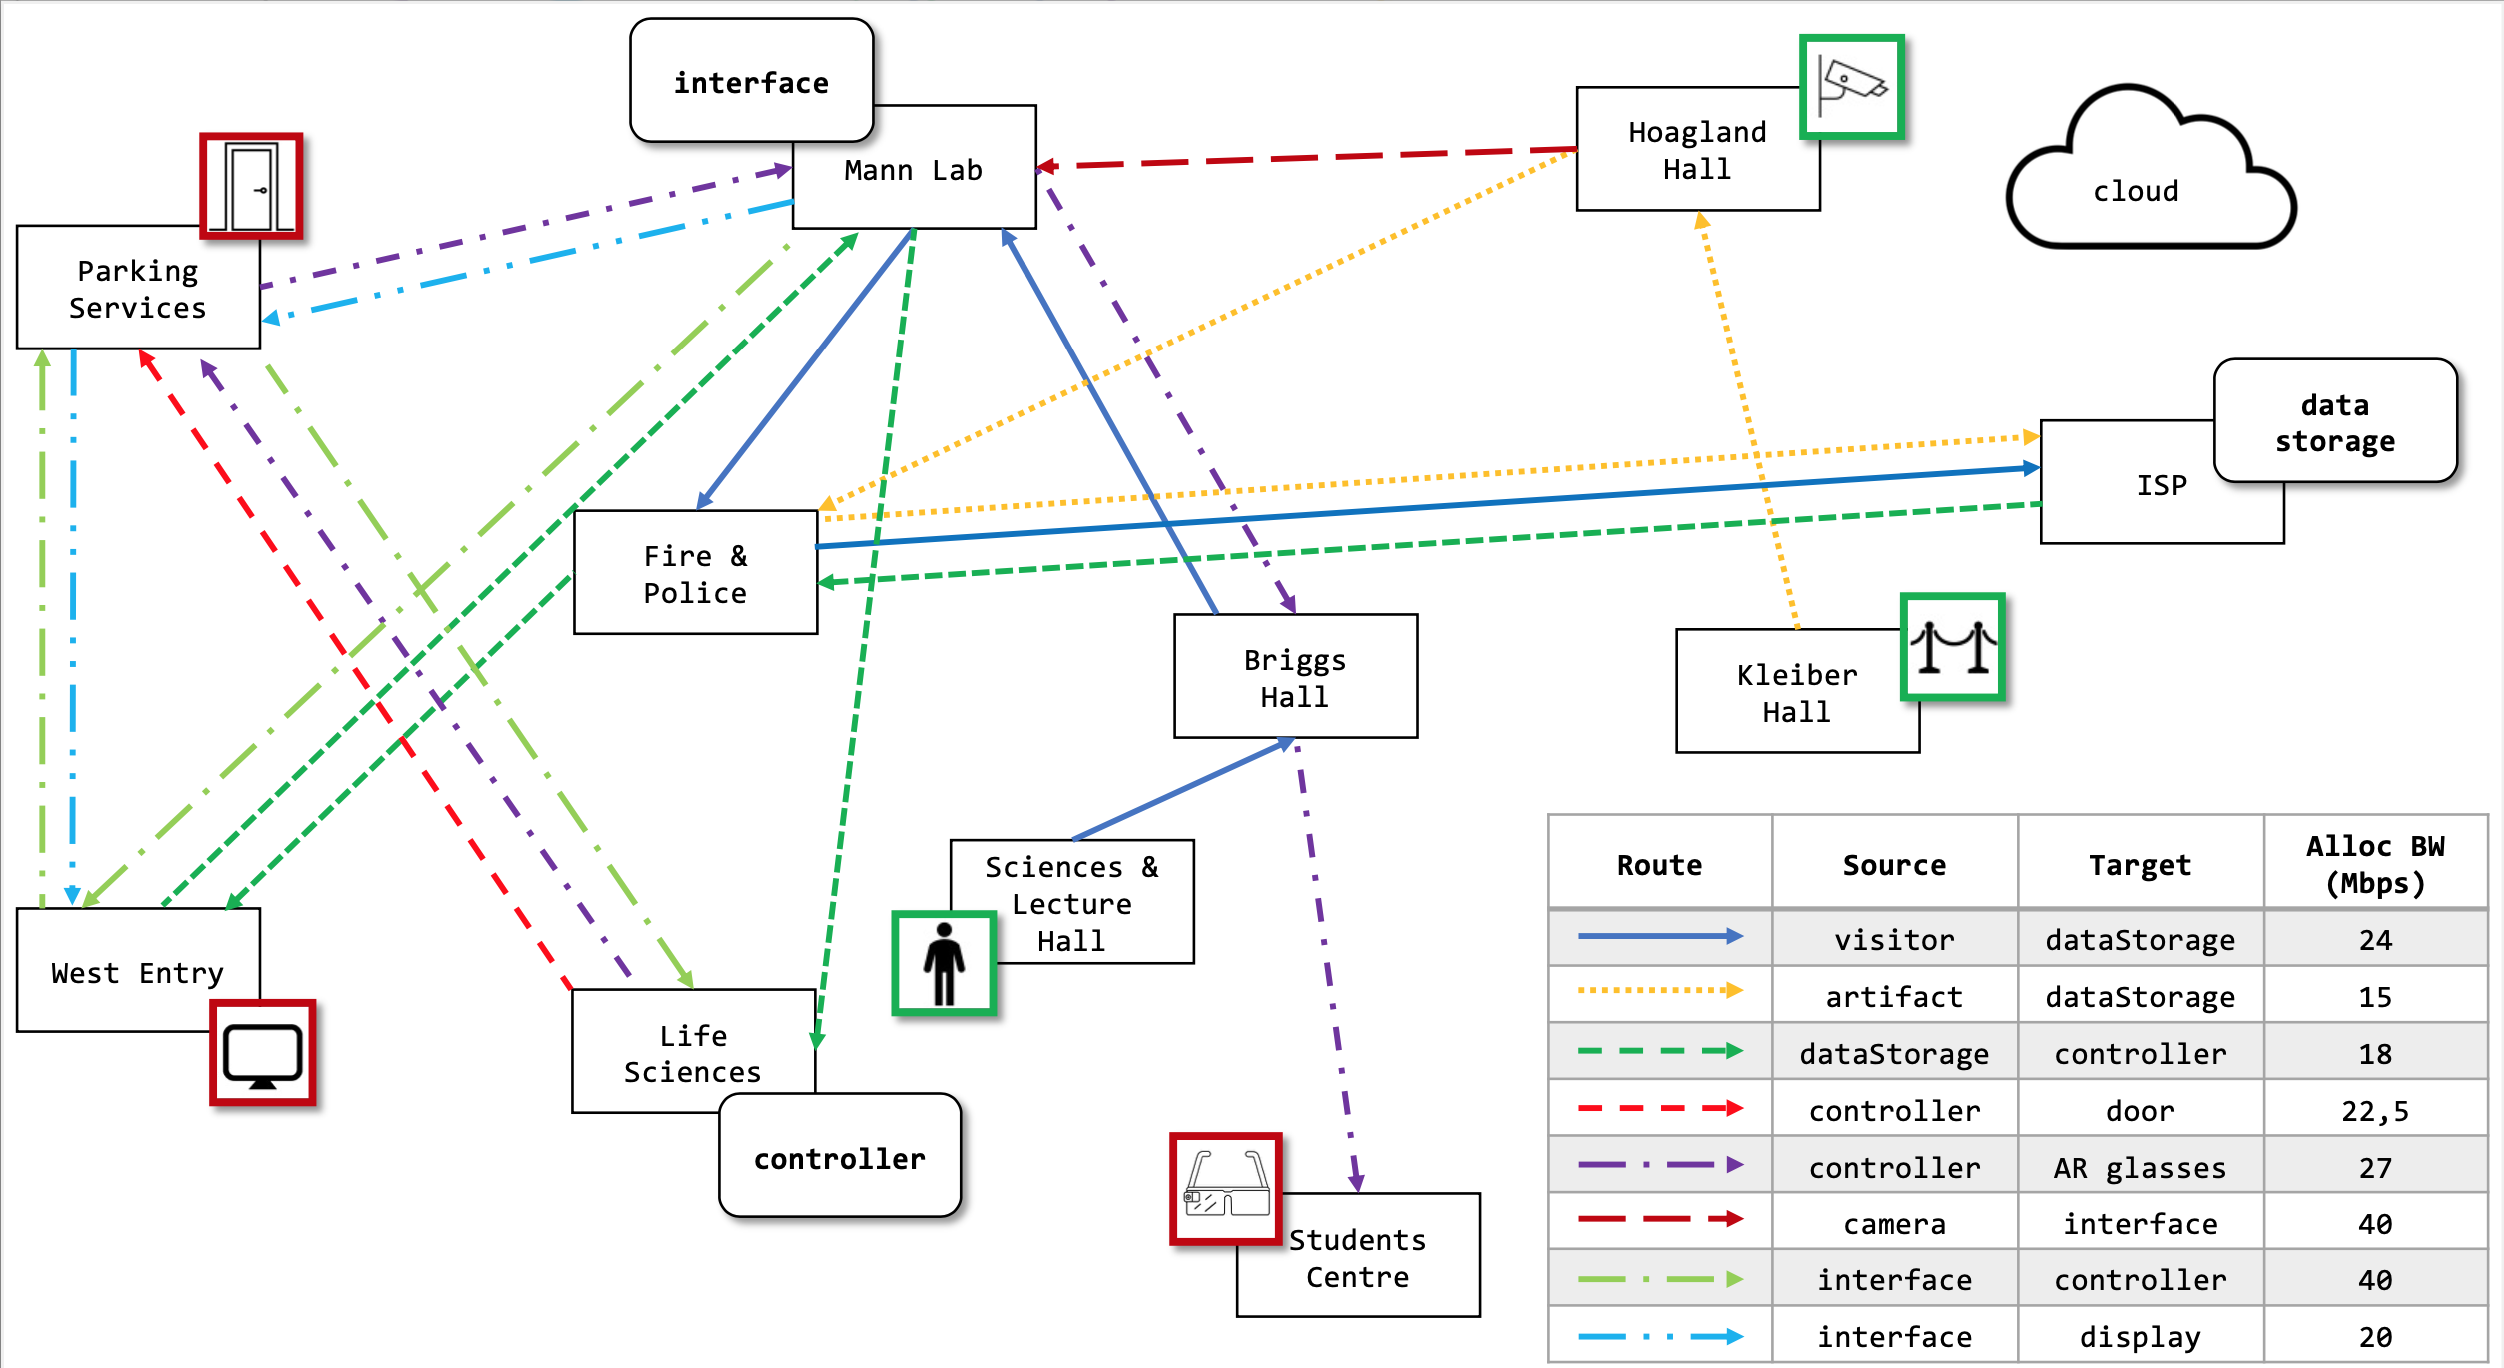 interface
Mann Lab
Hoagland
Hall
cloud
Parking
Services
data
storage
ISP
Fire &
Police
Briggs
Hall
Kleiber
Hall
Sciences &
Lecture
Hall
West Entry
Life
Sciences
controller
Students
Centre
Route Source Target Alloc BW
(Mbps)
visitor dataStorage 24
artifact dataStorage 15
dataStorage controller 18
controller door 22,5
controller AR glasses 27
camera interface 40
interface controller 40
interface display 20